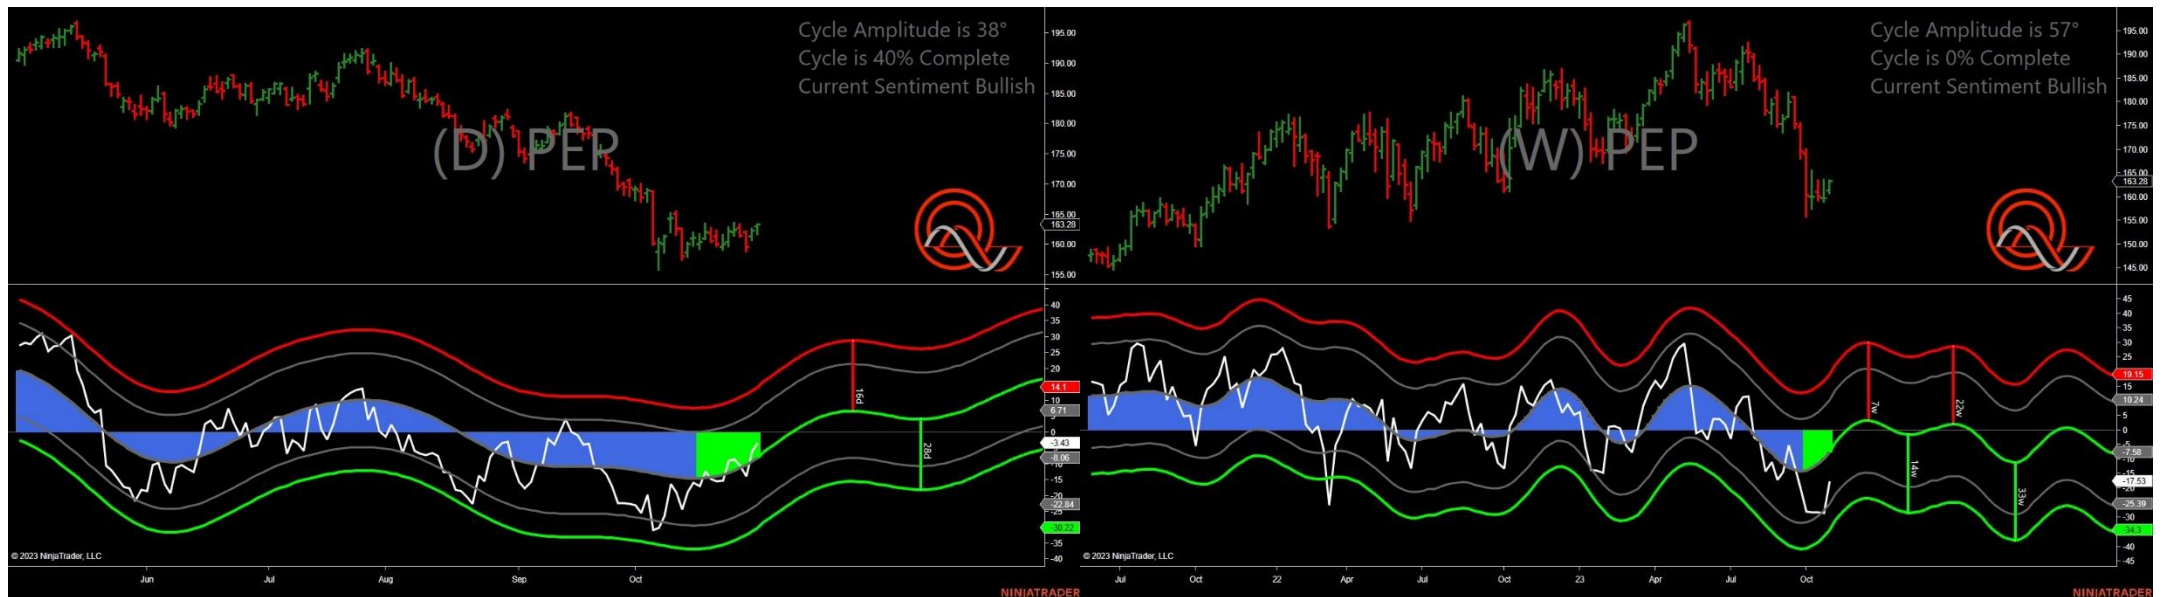 Cycle Amplitude is 38°
Cycle is 40% Complete
Current Sentiment Bullish
(D) PEP
195.00
190.00
185.00
180.00
175.00
170.00
165.00
163.28
160.00
155.00
40
35
30
25
20
14.1
6.71
0
-3.43
-8.06
-15
-20
-22.84
-30.22
-35
-40
16d
28d
© 2023 NinjaTrader, LLC
Jun
Jul
Aug
Sep
Oct
NINJATRADER
Cycle Amplitude is 57°
Cycle is 0% Complete
Current Sentiment Bullish
(W) PEP
195.00
190.00
185.00
180.00
175.00
170.00
165.00
163.28
160.00
155.00
150.00
145.00
45
40
35
30
25
19.15
15
10.24
5
0
-7.58
-15
-17.53
-25.39
-30
-34.3
-40
-45
7w
14w
22w
33w
© 2023 NinjaTrader, LLC
Jul
Oct
22
Apr
Jul
Oct
23
Apr
Jul
Oct
NINJATRADER